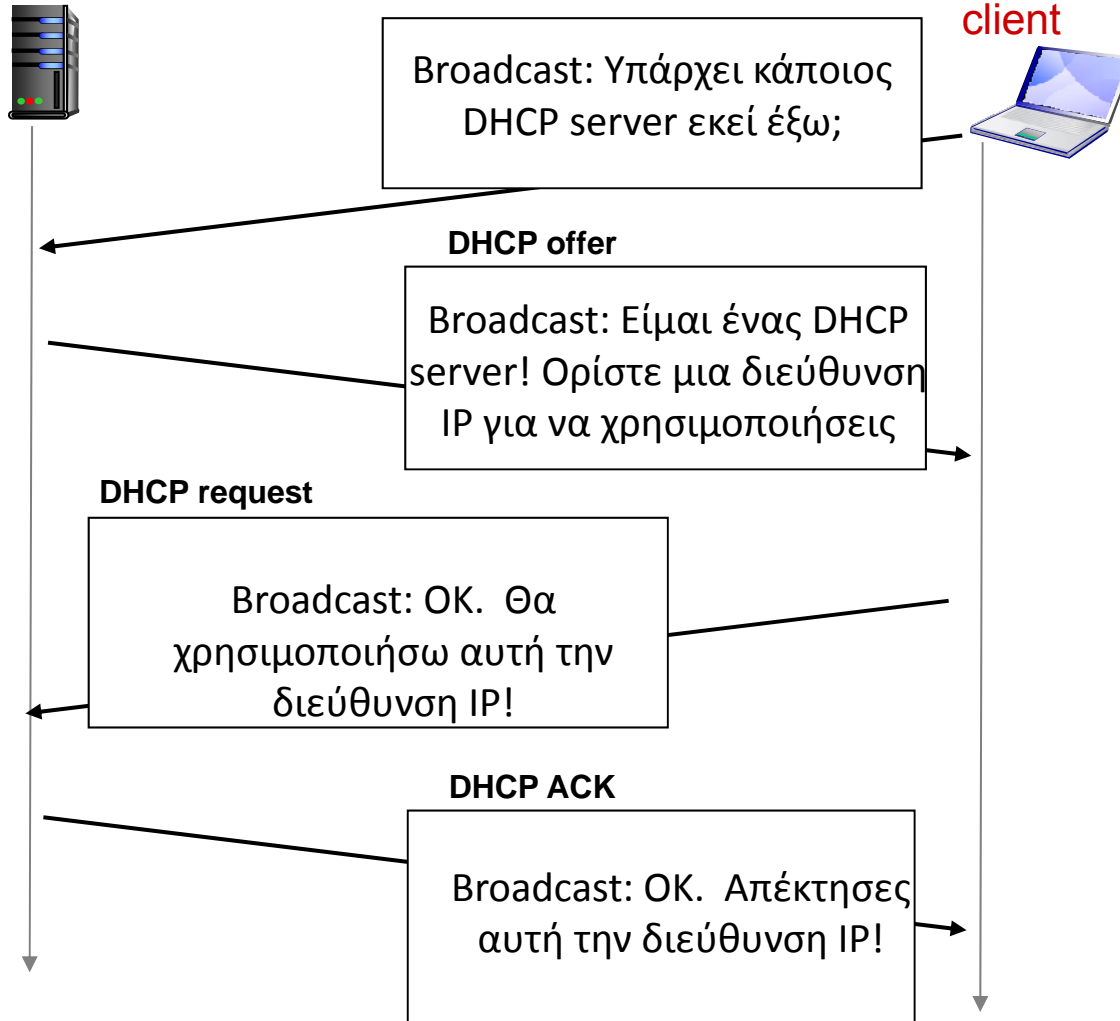 client
Broadcast: Υπάρχει κάποιος
DHCP server εκεί έξω;
DHCP offer
Broadcast: Είμαι ένας DHCP
server! Ορίστε μια διεύθυνση
IP για να χρησιμοποιήσεις
DHCP request
Broadcast: OK. Θα
χρησιμοποιήσω αυτή την
διεύθυνση IP!
DHCP ACK
Broadcast: OK. Απέκτησες
αυτή την διεύθυνση IP!